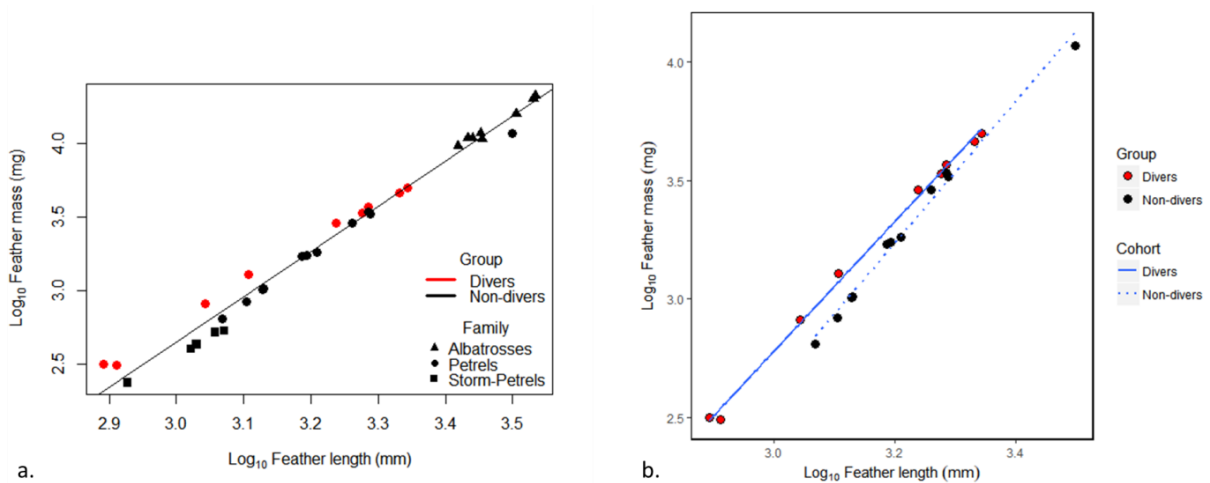 Log10 Feather mass (mg)
4.0
3.5
3.0
2.5
Group
Divers
Non-divers
Family
Albatrosses
Petrels
Storm-Petrels
2.9 3.0 3.1 3.2 3.3 3.4 3.5
Log10 Feather length (mm)
a.
Log10 Feather mass (mg)
4.0
3.5
3.0
2.5
3.0 3.2 3.4
Log10 Feather length (mm)
Group
Divers
Non-divers
Cohort
Divers
Non-divers
b.